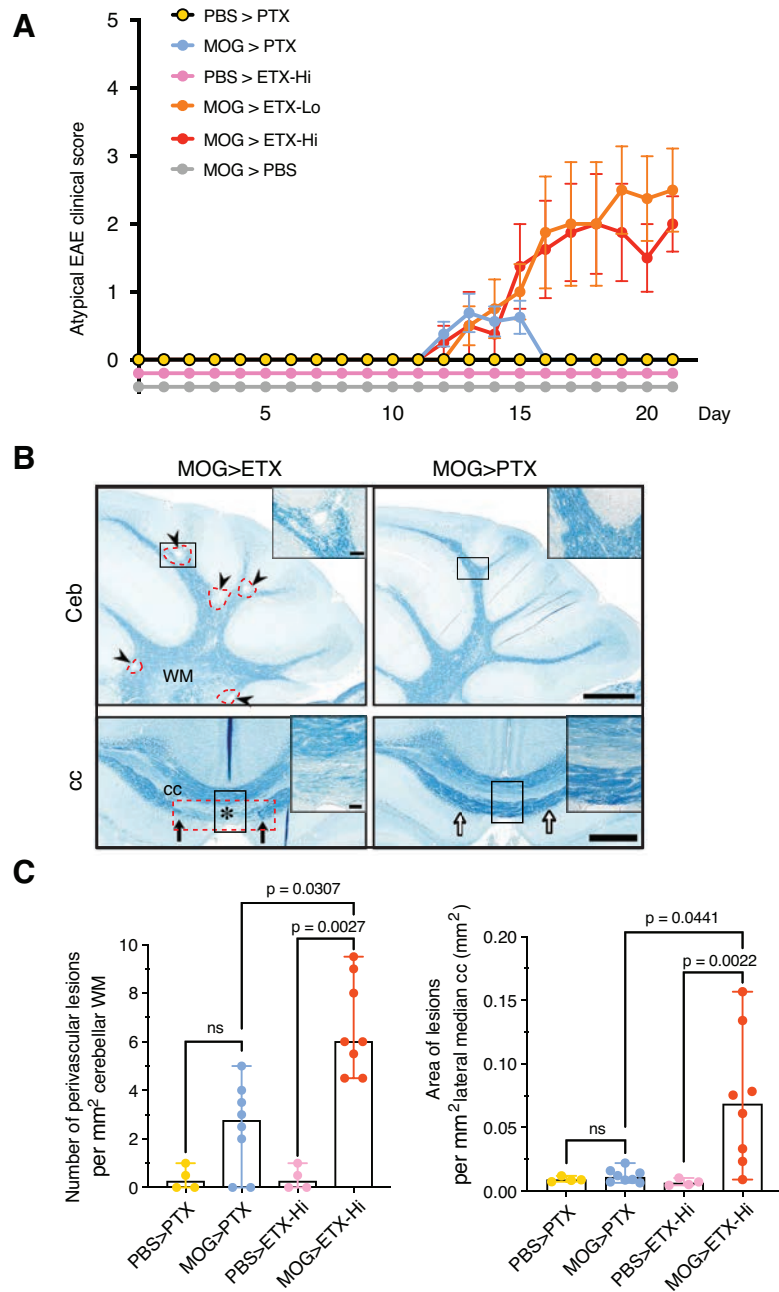 A
PBS > PTX
MOG > PTX
PBS > ETX-Hi
MOG > ETX-Lo
MOG > ETX-Hi
MOG > PBS
Atypical EAE clinical score
5
4
3
2
1
0
5
10
15
20
Day
B
MOG>ETX
MOG>PTX
Ceb
WM
cc
cc
*
C
Number of perivascular lesions
per mm² cerebellar WM
10
8
6
4
2
0
ns
p = 0.0307
p = 0.0027
PBS>PTX
MOG>PTX
PBS>ETX-Hi
MOG>ETX-Hi
Area of lesions
per mm² lateral median cc (mm²)
0.20
0.15
0.10
0.05
0.00
ns
p = 0.0441
p = 0.0022
PBS>PTX
MOG>PTX
PBS>ETX-Hi
MOG>ETX-Hi